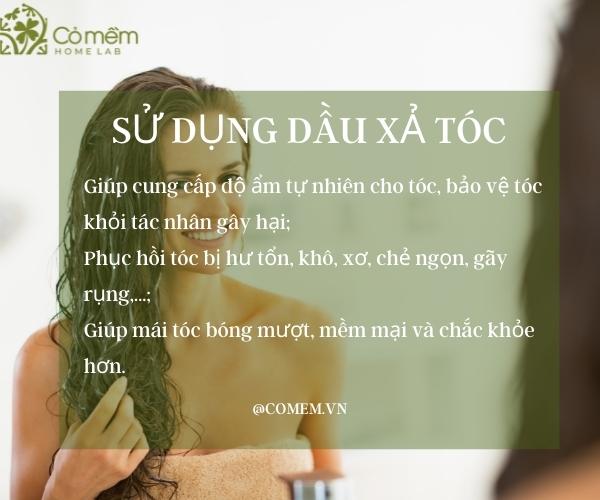 Cỏ mềm
HOME LAB
SỬ DỤNG DẦU XẢ TÓC
Giúp cung cấp độ ẩm tự nhiên cho tóc, bảo vệ tóc
khỏi tác nhân gây hại;
Phục hồi tóc bị hư tổn, khô, xơ, chẻ ngọn, gãy
rụng,...;
Giúp mái tóc bóng mượt, mềm mại và chắc khỏe
hơn.
@COMEM.VN